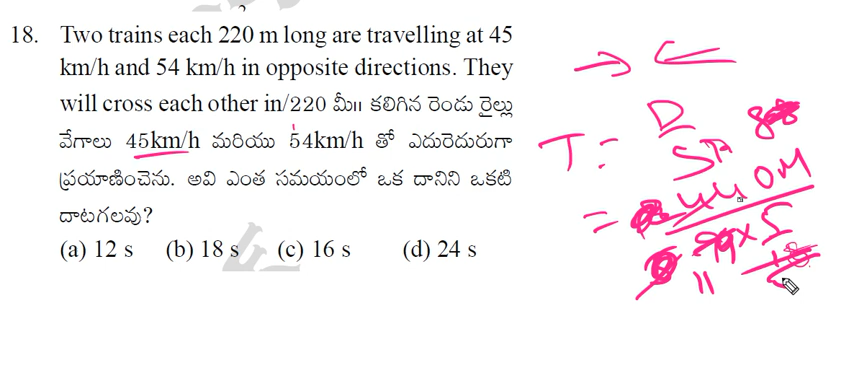 18. Two trains each 220 m long are travelling at 45
km/h and 54 km/h in opposite directions. They
will cross each other in/220 మీ॥ కలిగిన రెండు రైల్లు
వేగాలు 45km/h మరియు 54km/h తో ఎదురెదురుగా
ప్రయాణించెను. అవి ఎంత సమయంలో ఒక దానిని ఒకటి
దాటగలవు?
(a) 12 s (b) 18 s (c) 16 s (d) 24 s
T = D